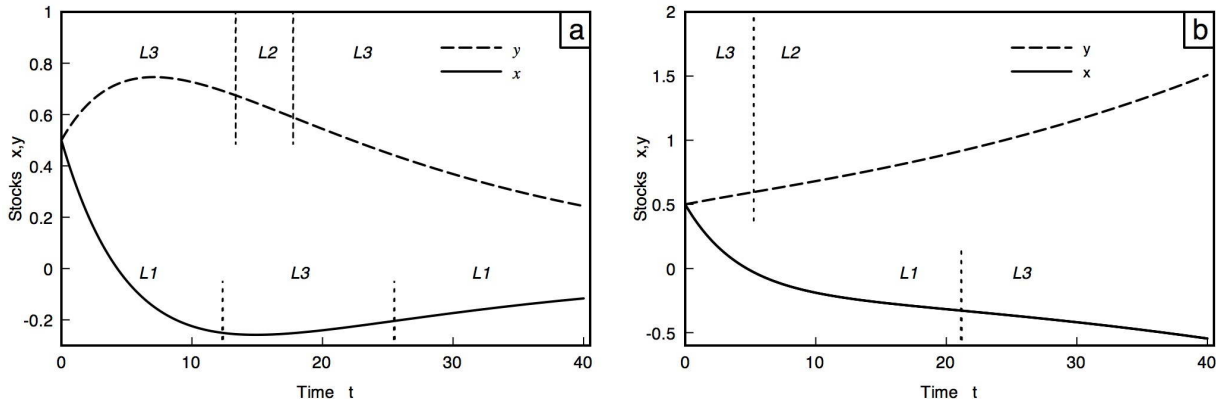 a
1
0.8
0.6
0.4
0.2
0
-0.2
Stocks x,y
L3 L2 L3
y
x
L1 L3 L1
0 10 20 30 40
Time t
b
2
1.5
1
0.5
0
-0.5
Stocks x,y
L3 L2
y
x
L1 L3
0 10 20 30 40
Time t